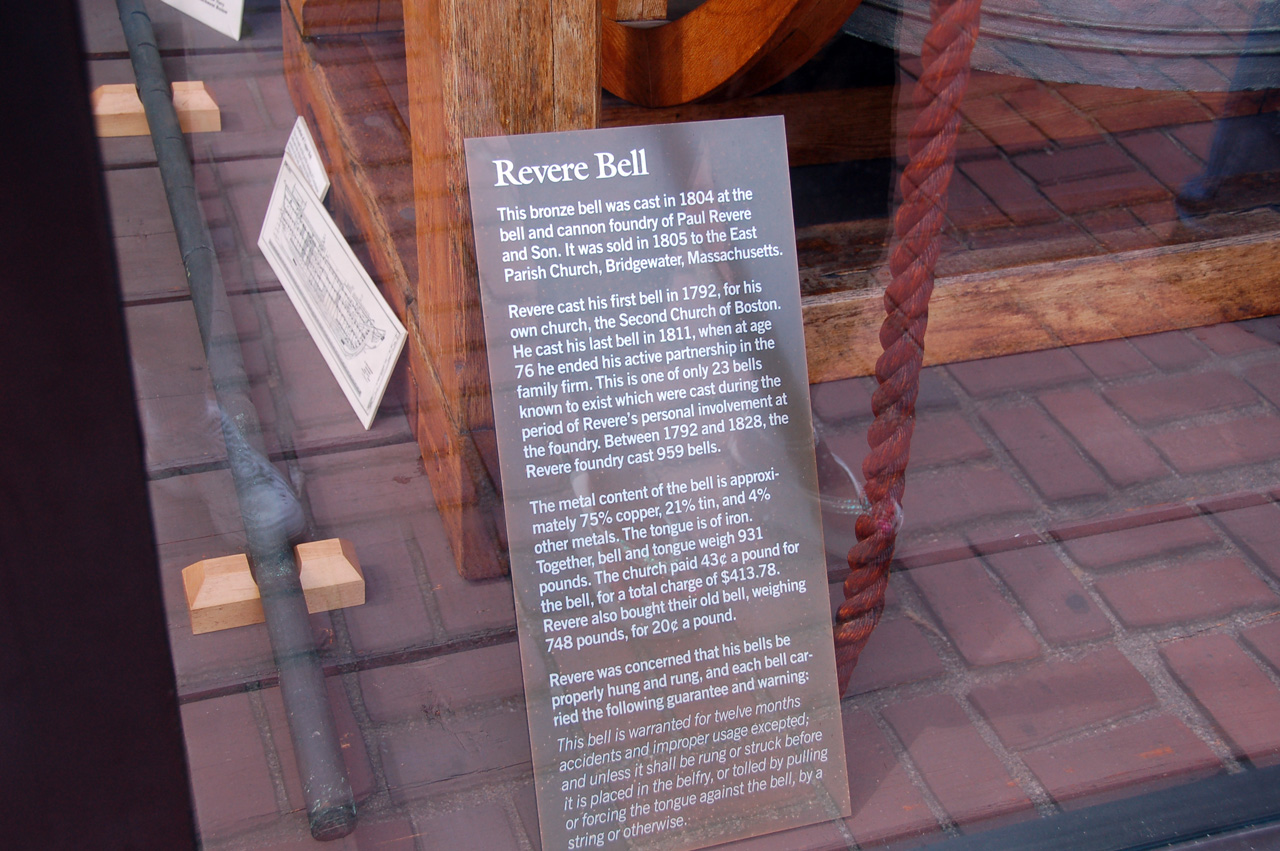 Revere Bell
This bronze bell was cast in 1804 at the
bell and cannon foundry of Paul Revere
and Son. It was sold in 1805 to the East
Parish Church, Bridgewater, Massachusetts.
Revere cast his first bell in 1792, for his
own church, the Second Church of Boston.
He cast his last bell in 1811, when at age
76 he ended his active partnership in the
family firm. This is one of only 23 bells
known to exist which were cast during the
period of Revere's personal involvement at
the foundry. Between 1792 and 1828, the
Revere foundry cast 959 bells.
The metal content of the bell is approxi-
mately 75% copper, 21% tin, and 4%
other metals. The tongue is of iron.
Together, bell and tongue weigh 931
pounds. The church paid 43¢ a pound for
the bell, for a total charge of $413.78.
Revere also bought their old bell, weighing
748 pounds, for 20¢ a pound.
Revere was concerned that his bells be
properly hung and rung, and each bell car-
ried the following guarantee and warning:
This bell is warranted for twelve months
accidents and improper usage excepted;
and unless it shall be rung or struck before
it is placed in the belfry, or tolled by pulling
or forcing the tongue against the bell, by a
string or otherwise.